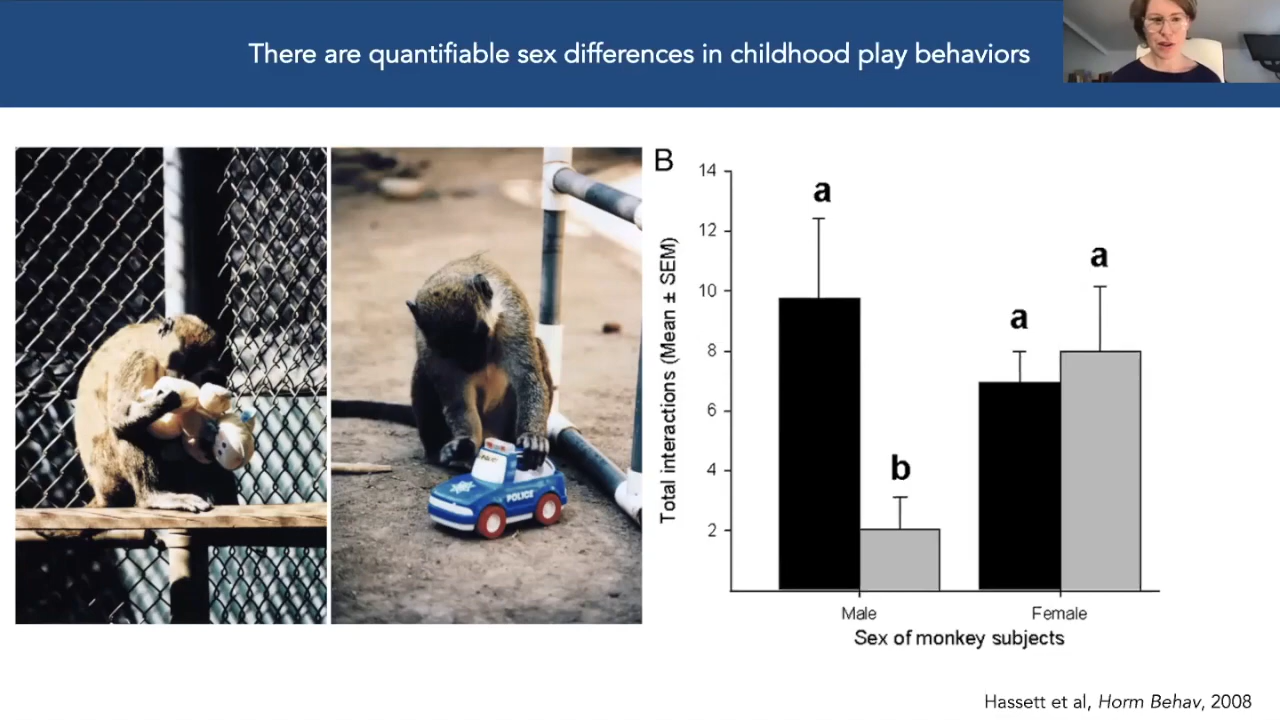 There are quantifiable sex differences in childhood play behaviors
POLICE
B
14
12
10
8
6
4
2
Total interactions (Mean ± SEM)
a
b
a
a
Male
Female
Sex of monkey subjects
Hassett et al, Horm Behav, 2008